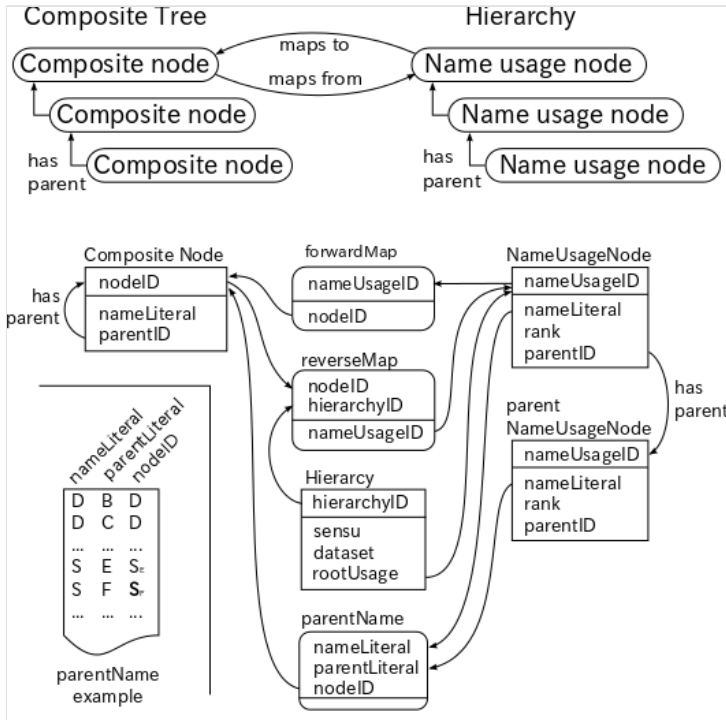 Composite Tree
Hierarchy
maps to
maps from
Composite node
Name usage node
Composite node
Name usage node
has
parent
Composite node
has
parent
Name usage node
Composite Node
nodeID
nameLiteral
parentID
has
parent
forwardMap
nameUsageID
nodeID
NameUsageNode
nameUsageID
nameLiteral
rank
parentID
has
parent
reverseMap
nodeID
hierarchyID
nameUsageID
parent
NameUsageNode
nameUsageID
nameLiteral
rank
parentID
Hierarcy
hierarchyID
sensu
dataset
rootUsage
parentName
nameLiteral
parentLiteral
nodeID
nameLiteral parentLiteral nodeID
D B D
D C D
... ... ...
S E SE
S F SF
... ... ...
parentName
example